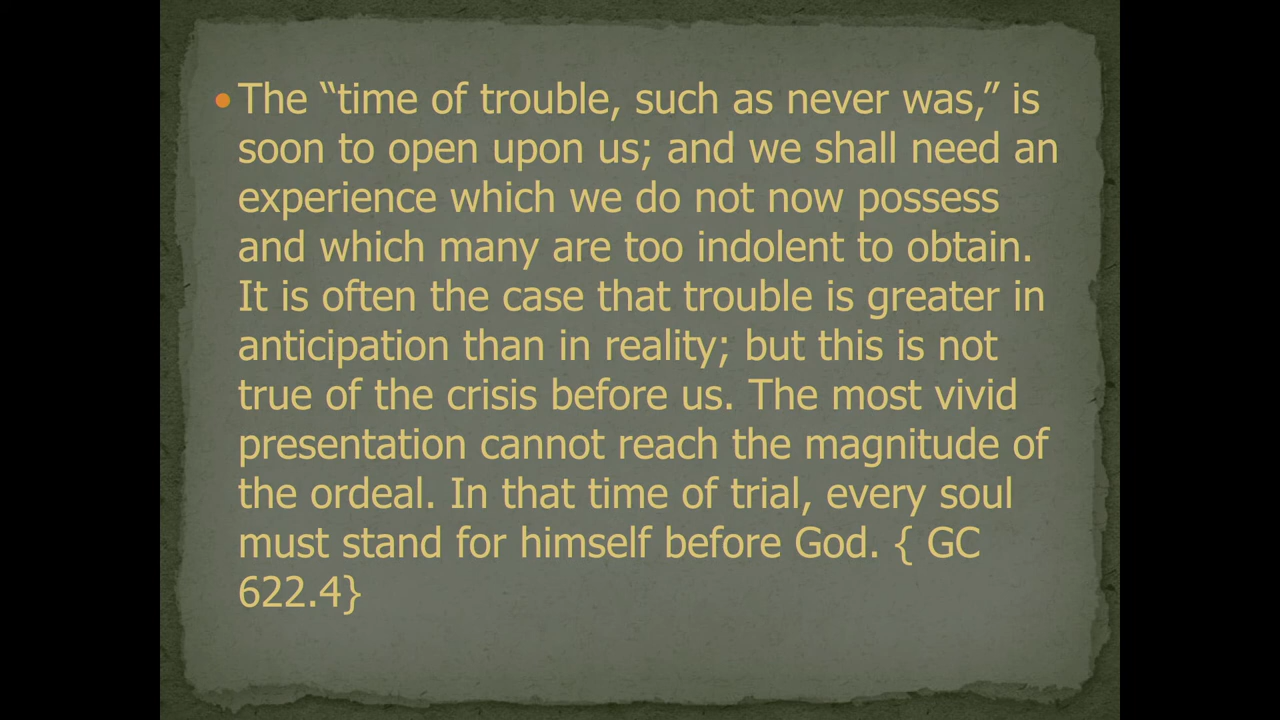 • The “time of trouble, such as never was,” is
soon to open upon us; and we shall need an
experience which we do not now possess
and which many are too indolent to obtain.
It is often the case that trouble is greater in
anticipation than in reality; but this is not
true of the crisis before us. The most vivid
presentation cannot reach the magnitude of
the ordeal. In that time of trial, every soul
must stand for himself before God. { GC
622.4}